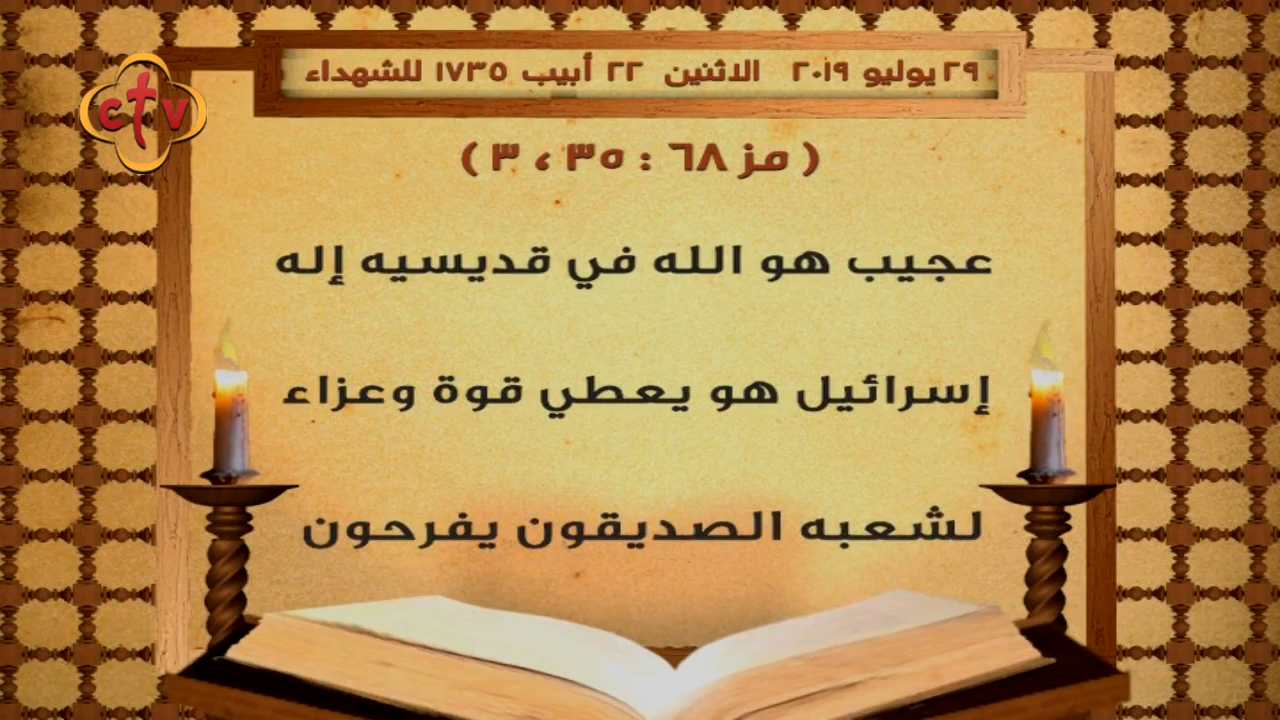 ٢٩ يوليو ٢٠١٩ الاثنين ٢٢ أبيب ١٧٣٥ للشهداء
ctv
( مز ٦٨ : ٣٥ ، ٣ )
عجيب هو الله في قديسيه إله
إسرائيل هو يعطي قوة وعزاء
لشعبه الصديقون يفرحون